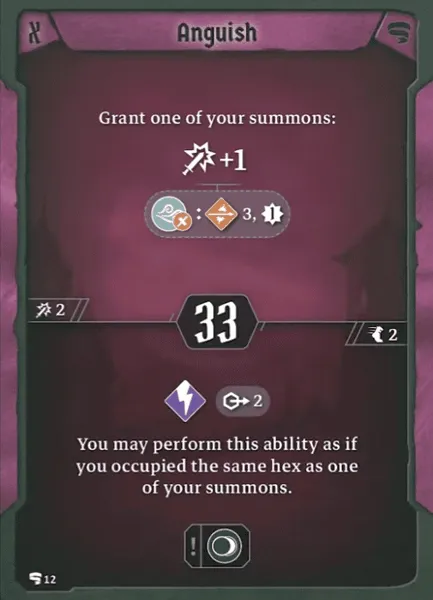 X
Anguish
Grant one of your summons:
+1
: 3, 1
2
33
2
2
You may perform this ability as if
you occupied the same hex as one
of your summons.
12